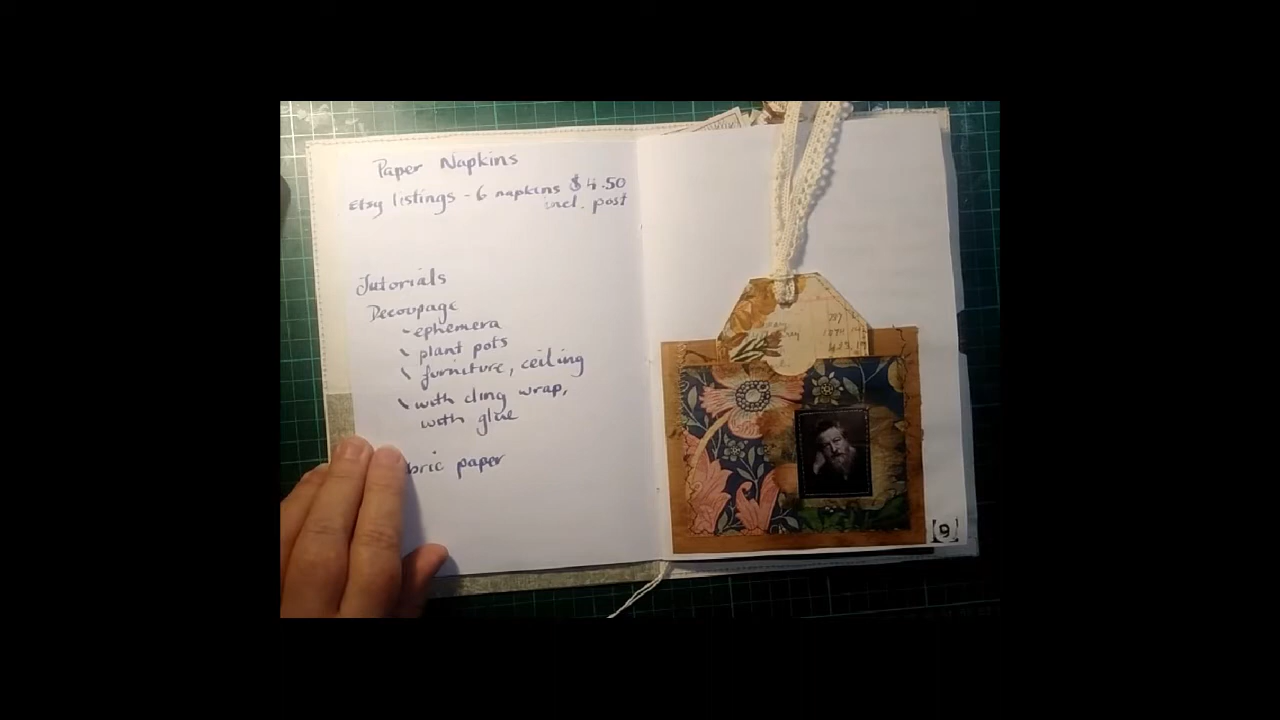 Paper Napkins
Etsy listings - 6 napkins $4.50
incl. post
Tutorials
Decoupage
- ephemera
\ plant pots
\ furniture, ceiling
\ with cling wrap,
with glue
bric paper
9